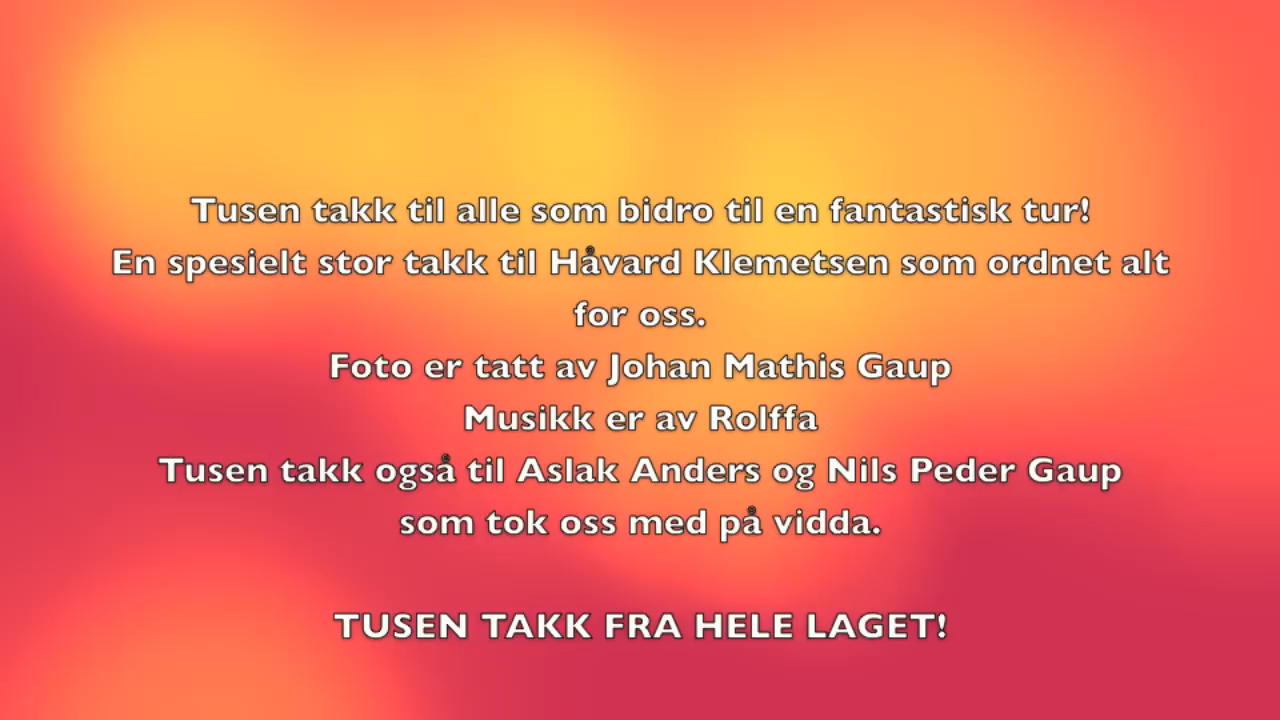 Tusen takk til alle som bidro til en fantastisk tur!
En spesielt stor takk til Håvard Klemetsen som ordnet alt
for oss.
Foto er tatt av Johan Mathis Gaup
Musikk er av Rolffa
Tusen takk også til Aslak Anders og Nils Peder Gaup
som tok oss med på vidda.
TUSEN TAKK FRA HELE LAGET!